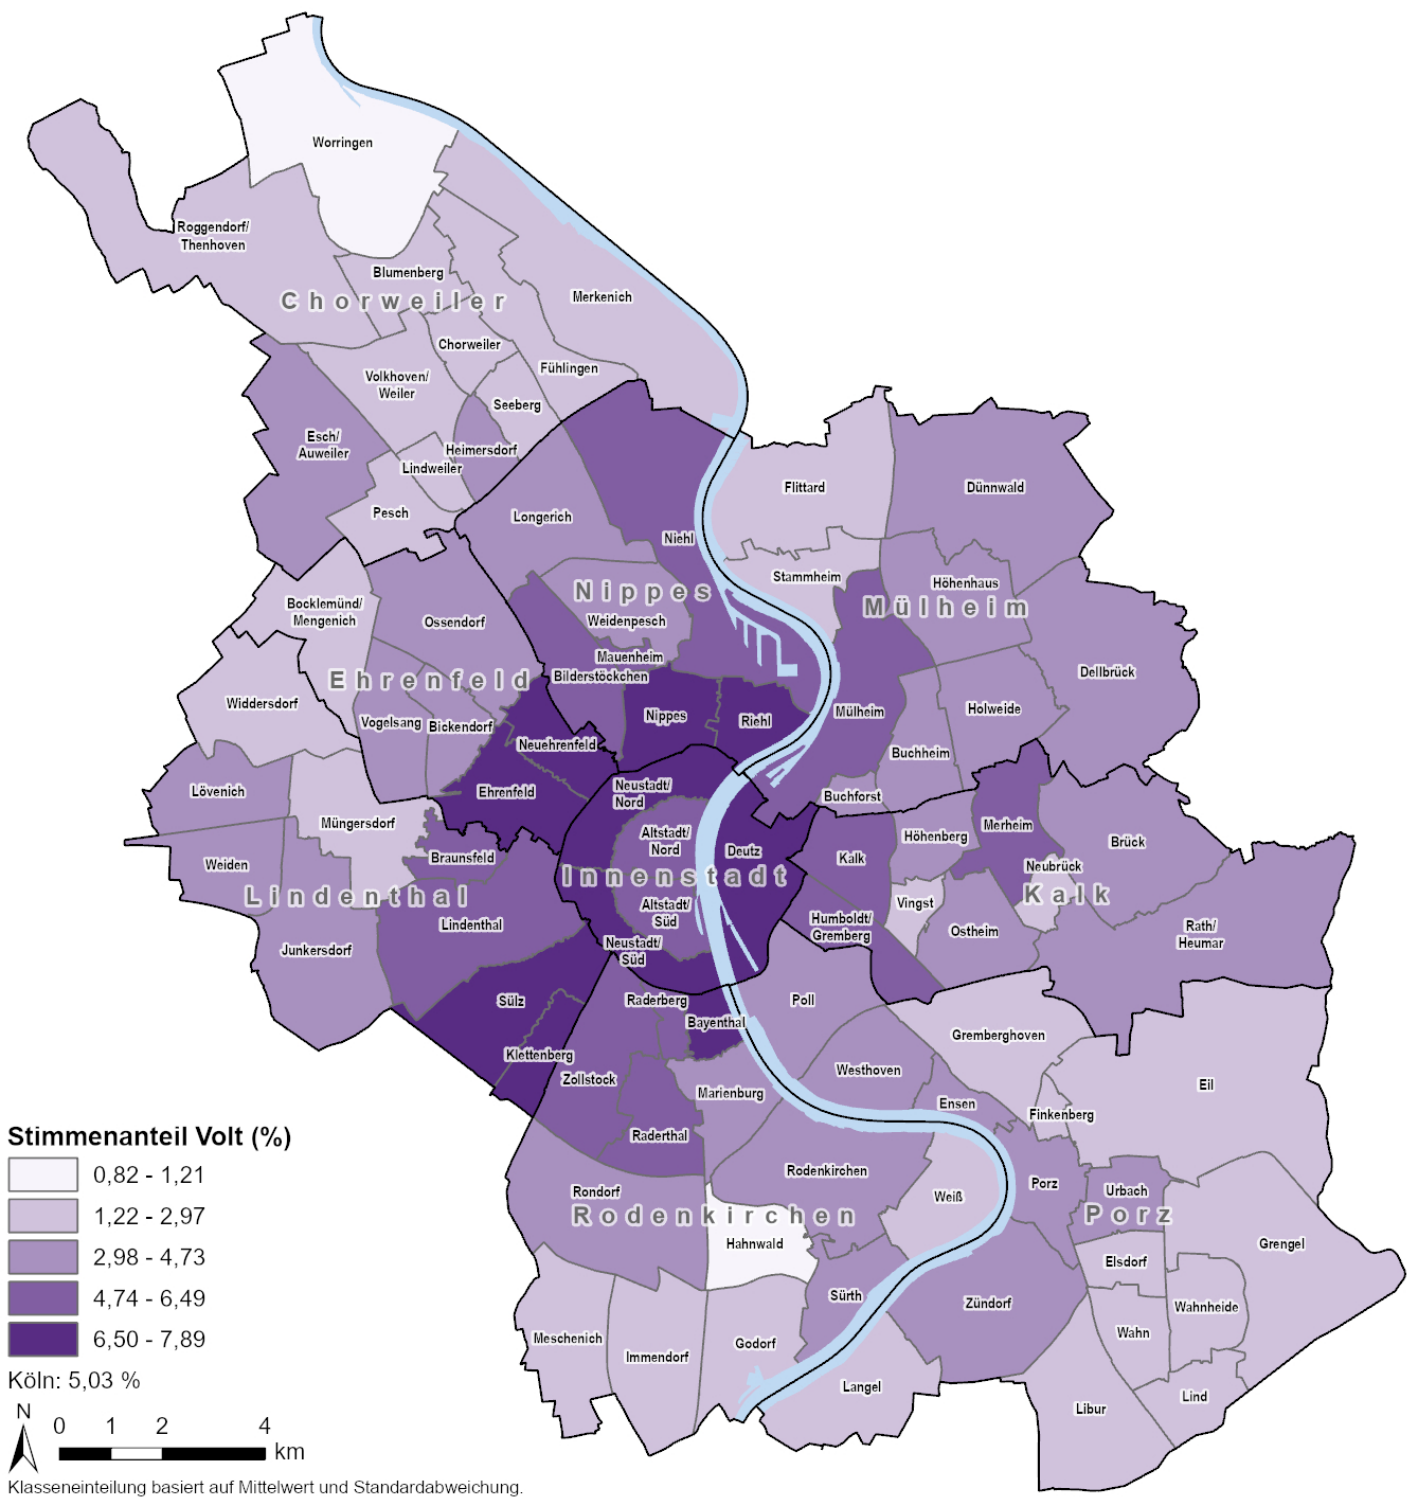 Worringen
Roggendorf/
Thenhoven
Blumenberg
Chorweiler
Merkenich
Chorweiler
Fühlingen
Volkhoven/
Weiler
Seeberg
Esch/
Auweiler
Heimersdorf
Lindweiler
Pesch
Flittard
Dünnwald
Longerich
Niehl
Stammheim
Höhenhaus
Nippes
Mülheim
Bocklemünd/
Mengenich
Ossendorf
Weidenpesch
Mauenheim
Bilderstöckchen
Dellbrück
Ehrenfeld
Widdersdorf
Vogelsang
Bickendorf
Nippes
Riehl
Mülheim
Holweide
Neuehrenfeld
Buchheim
Lövenich
Ehrenfeld
Neustadt/
Nord
Buchforst
Müngersdorf
Altstadt/
Nord
Deutz
Höhenberg
Merheim
Brück
Weiden
Braunsfeld
Kalk
Neubrück
Innenstadt
Lindenthal
Kalk
Vingst
Altstadt/
Süd
Humboldt/
Gremberg
Lindenthal
Ostheim
Rath/
Heumar
Junkersdorf
Neustadt/
Süd
Sülz
Raderberg
Poll
Bayenthal
Gremberghoven
Klettenberg
Zollstock
Westhoven
Eil
Marienburg
Ensen
Finkenberg
Raderthal
Rodenkirchen
Porz
Urbach
Rondorf
Weiß
Rodenkirchen
Porz
Hahnwald
Grengel
Elsdorf
Sürth
Zündorf
Wahnheide
Wahn
Meschenich
Godorf
Immendorf
Langel
Lind
Libur
Stimmenanteil Volt (%)
0,82 - 1,21
1,22 - 2,97
2,98 - 4,73
4,74 - 6,49
6,50 - 7,89
Köln: 5,03 %
N
0 1 2 4
km
Klasseneinteilung basiert auf Mittelwert und Standardabweichung.